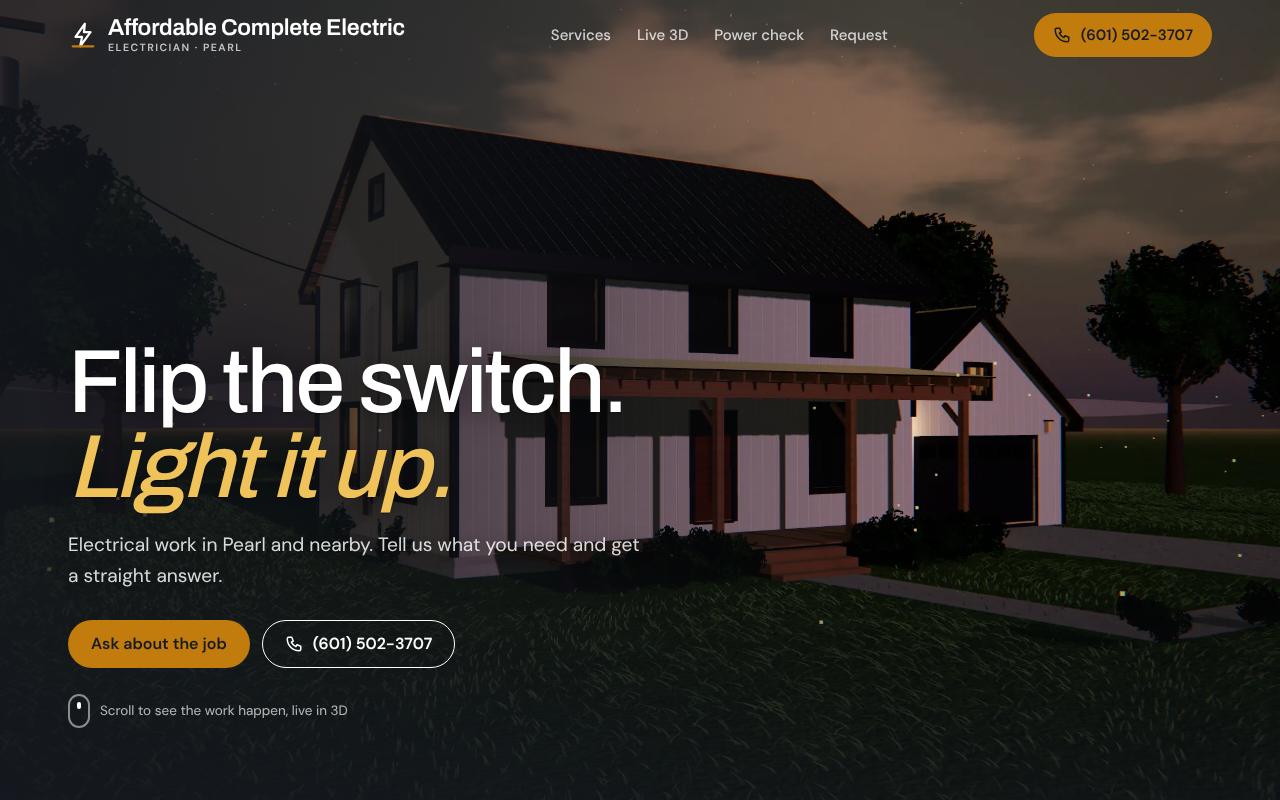 Affordable Complete Electric
ELECTRICIAN · PEARL
Services
Live 3D
Power check
Request
(601) 502-3707
Flip the switch.
Light it up.
Electrical work in Pearl and nearby. Tell us what you need and get
a straight answer.
Ask about the job
(601) 502-3707
Scroll to see the work happen, live in 3D